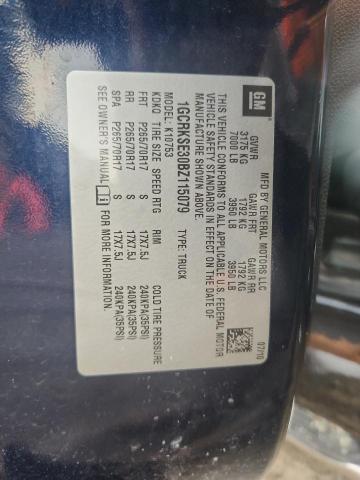 GM
MFD BY GENERAL MOTORS LLC
07/10
GVWR GAWR FRT GAWR RR
3175 KG 1792 KG 1792 KG
7000 LB 3950 LB 3950 LB
THIS VEHICLE CONFORMS TO ALL APPLICABLE U.S. FEDERAL MOTOR
VEHICLE SAFETY STANDARDS IN EFFECT ON THE DATE OF
MANUFACTURE SHOWN ABOVE.
1GCRKSE30BZ115079 TYPE: TRUCK
MODEL: K10753
KDKQ TIRE SIZE SPEED RTG RIM COLD TIRE PRESSURE
FRT P265/70R17 S 17X7.5J 240KPA(35PSI)
RR P265/70R17 S 17X7.5J 240KPA(35PSI)
SPA P265/70R17 S 17X7.5J 240KPA(35PSI)
SEE OWNER'S MANUAL i FOR MORE INFORMATION.